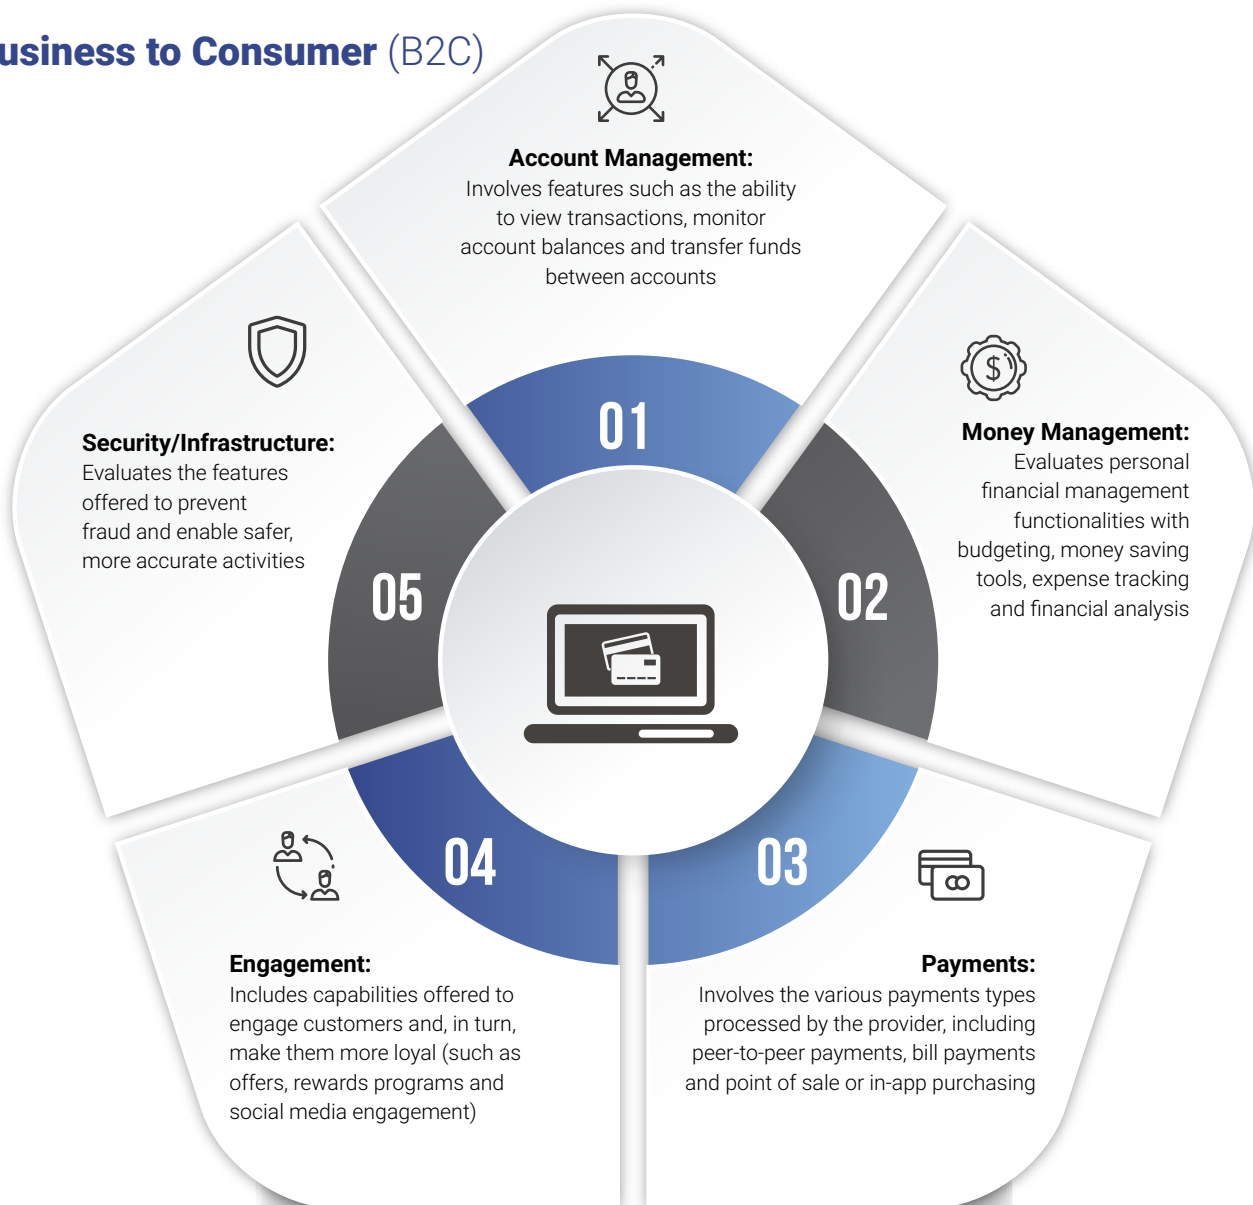 usiness to Consumer (B2C)
Account Management:
Involves features such as the ability
to view transactions, monitor
account balances and transfer funds
between accounts
01
Money Management:
Evaluates personal
financial management
functionalities with
budgeting, money saving
tools, expense tracking
and financial analysis
02
Payments:
Involves the various payments types
processed by the provider, including
peer-to-peer payments, bill payments
and point of sale or in-app purchasing
03
Engagement:
Includes capabilities offered to
engage customers and, in turn,
make them more loyal (such as
offers, rewards programs and
social media engagement)
04
Security/Infrastructure:
Evaluates the features
offered to prevent
fraud and enable safer,
more accurate activities
05
$